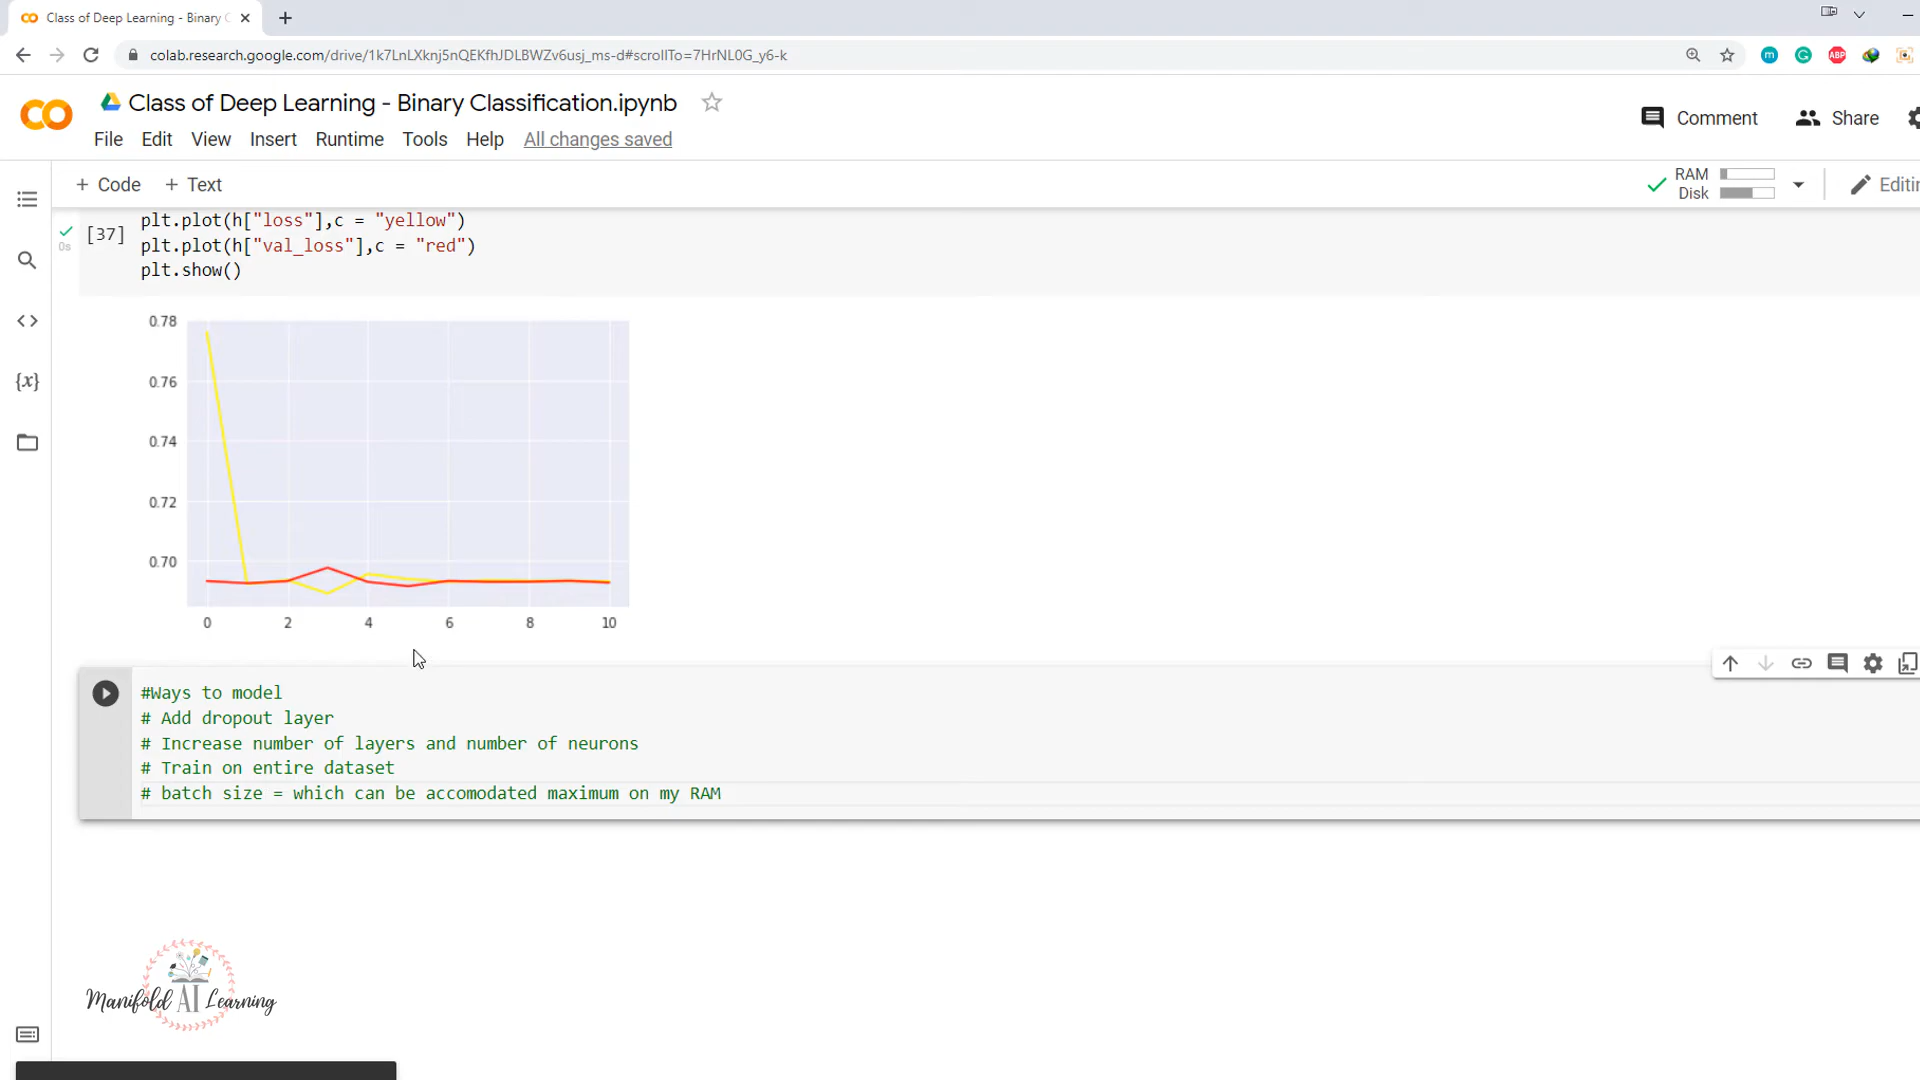 Class of Deep Learning - Binary C
colab.research.google.com/drive/1k7LnLXknj5nQEKfhJDLBWZv6usj_ms-d#scrollTo=7HrNL0G_y6-k
Class of Deep Learning - Binary Classification.ipynb
Comment
Share
File Edit View Insert Runtime Tools Help All changes saved
+ Code + Text
RAM
Disk
Editin
plt.plot(h["loss"],c = "yellow")
[37]
0s
plt.plot(h["val_loss"],c = "red")
plt.show()
0.78
0.76
0.74
0.72
0.70
0 2 4 6 8 10
#Ways to model
# Add dropout layer
# Increase number of layers and number of neurons
# Train on entire dataset
# batch size = which can be accomodated maximum on my RAM
Manifold AI Learning